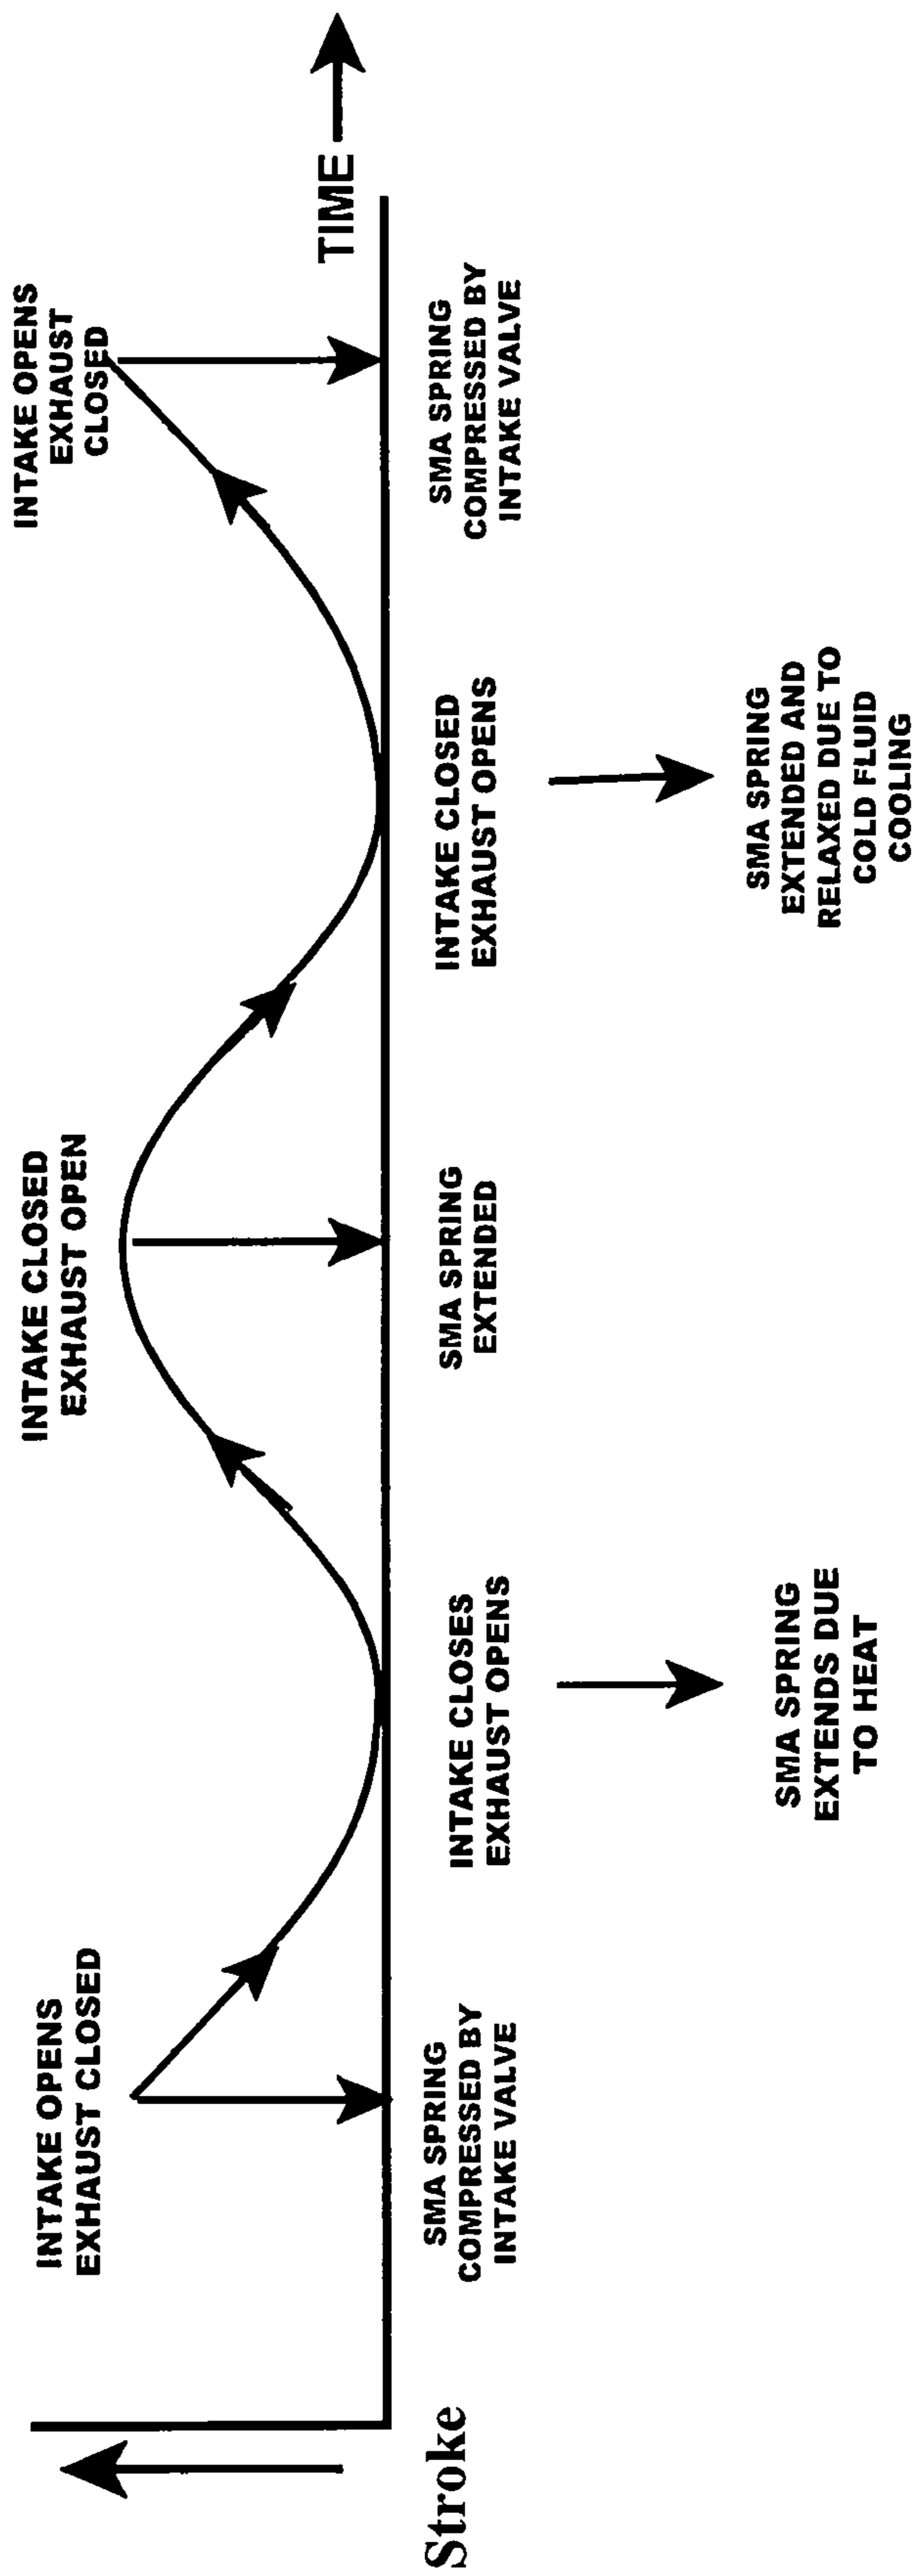 INTAKE OPENS
EXHAUST CLOSED
INTAKE CLOSED
EXHAUST OPEN
INTAKE OPENS
EXHAUST
CLOSED
TIME
Stroke
SMA SPRING
COMPRESSED BY
INTAKE VALVE
INTAKE CLOSES
EXHAUST OPENS
SMA SPRING
EXTENDED
INTAKE CLOSED
EXHAUST OPENS
SMA SPRING
COMPRESSED BY
INTAKE VALVE
SMA SPRING
EXTENDS DUE
TO HEAT
SMA SPRING
EXTENDED AND
RELAXED DUE TO
COLD FLUID
COOLING